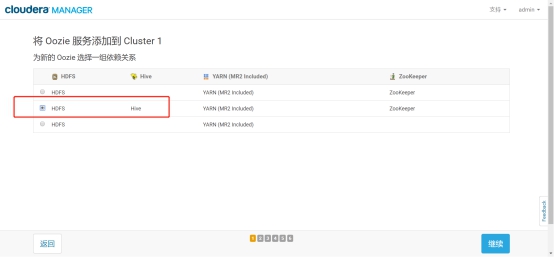 cloudera MANAGER 支持 admin
将 Oozie 服务添加到 Cluster 1
为新的 Oozie 选择一组依赖关系
HDFS Hive YARN (MR2 Included) ZooKeeper
HDFS YARN (MR2 Included) ZooKeeper
HDFS Hive YARN (MR2 Included) ZooKeeper
HDFS YARN (MR2 Included)
Feedback
返回 1 2 3 4 5 6 继续